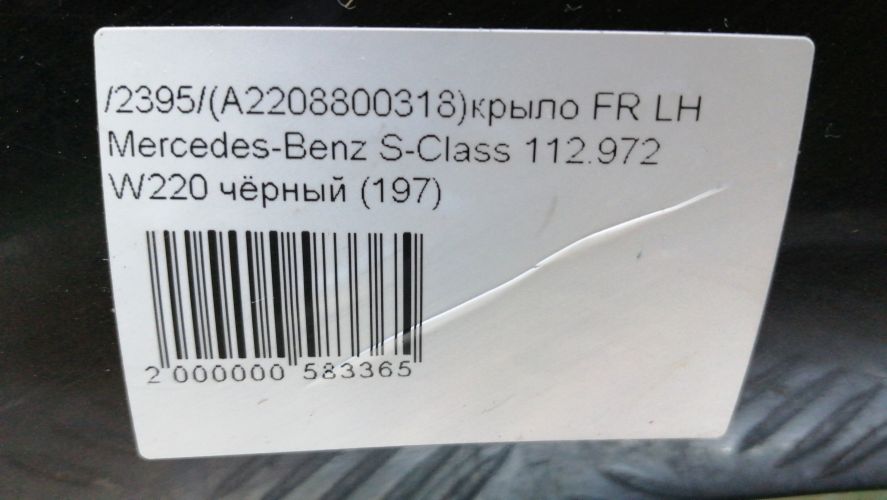 /2395/(A2208800318)крыло FR LH
Mercedes-Benz S-Class 112.972
W220 чёрный (197)
2 000000 583365